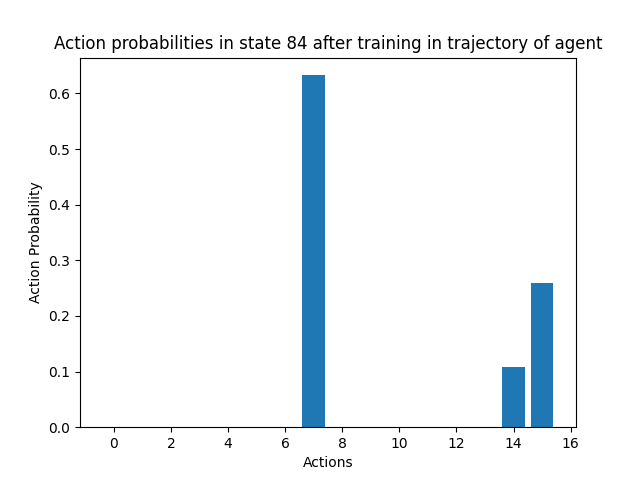 Action probabilities in state 84 after training in trajectory of agent
0.6
0.5
0.4
0.3
0.2
0.1
0.0
Action Probability
0 2 4 6 8 10 12 14 16
Actions